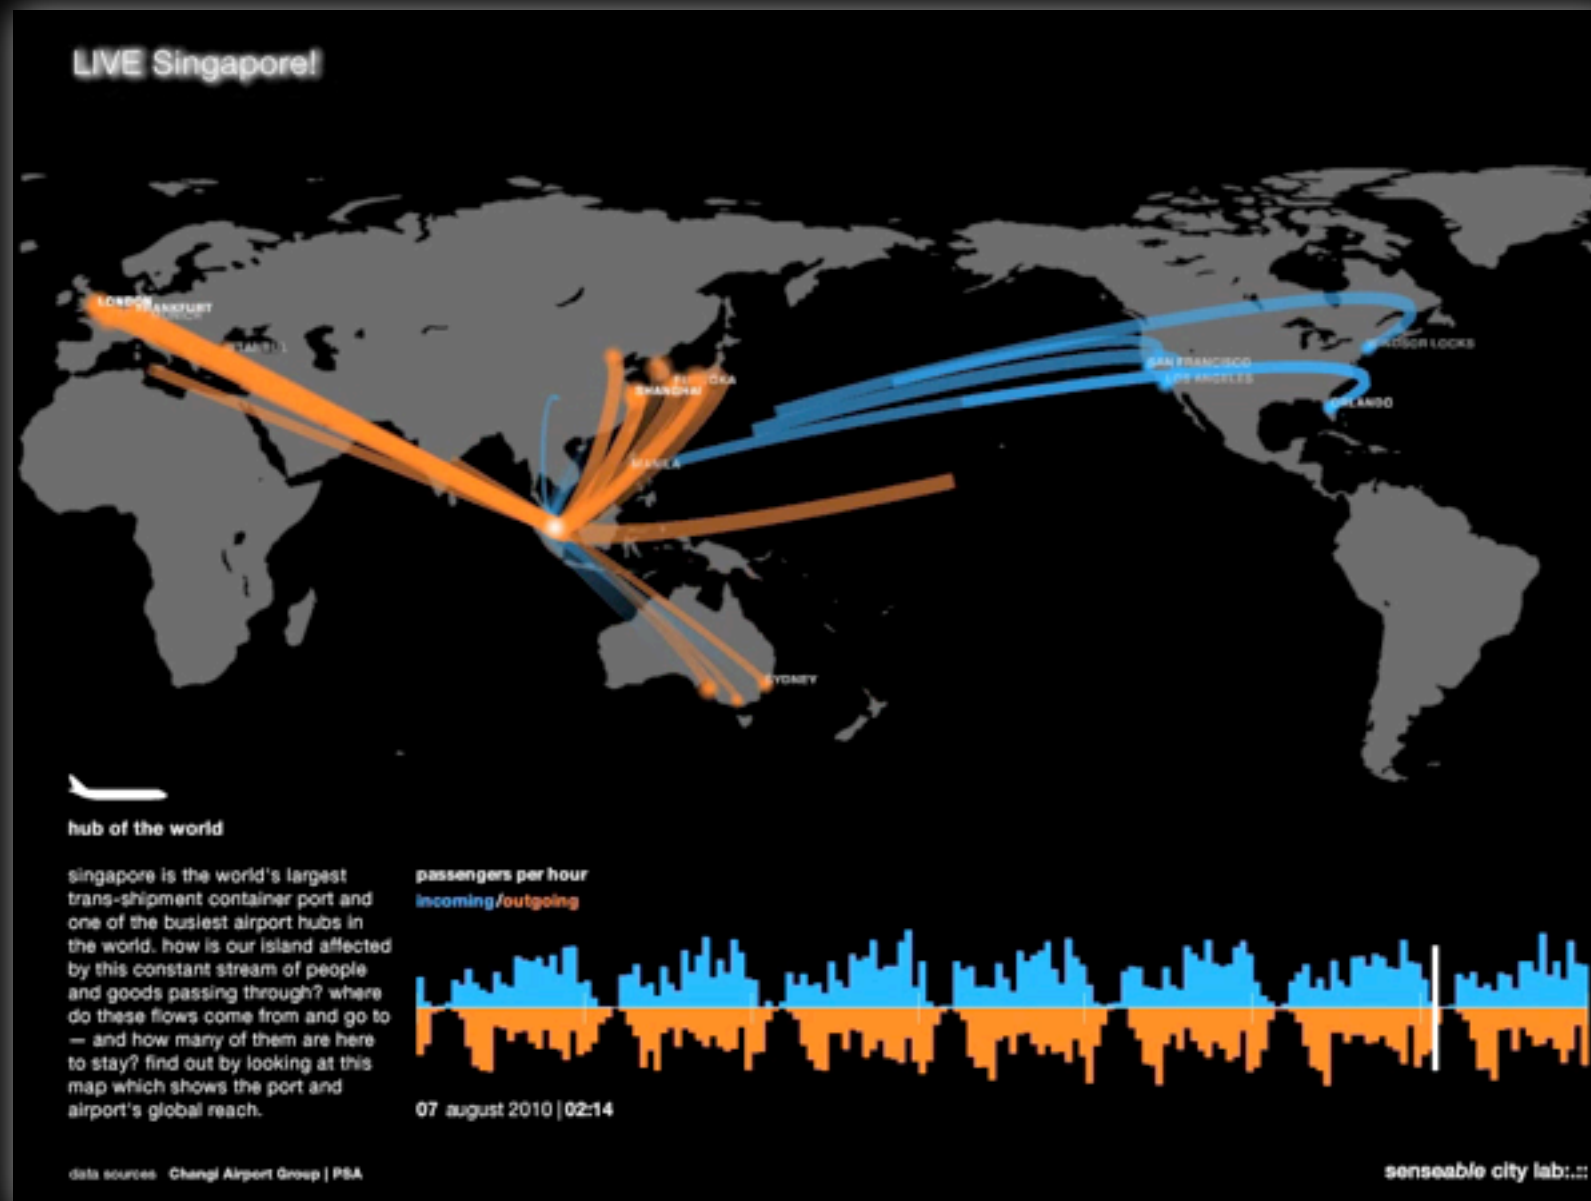 LIVE Singapore!
LONDON
FRANKFURT
MUNICH
ISTANBUL
SHANGHAI
MANILA
SAN FRANCISCO
LOS ANGELES
WINDSOR LOCKS
ORLANDO
SYDNEY
hub of the world
singapore is the world's largest
trans-shipment container port and
one of the busiest airport hubs in
the world. how is our island affected
by this constant stream of people
and goods passing through? where
do these flows come from and go to
— and how many of them are here
to stay? find out by looking at this
map which shows the port and
airport's global reach.
passengers per hour
incoming/outgoing
07 august 2010 | 02:14
data sources Changi Airport Group | PSA
senseable city lab:.::